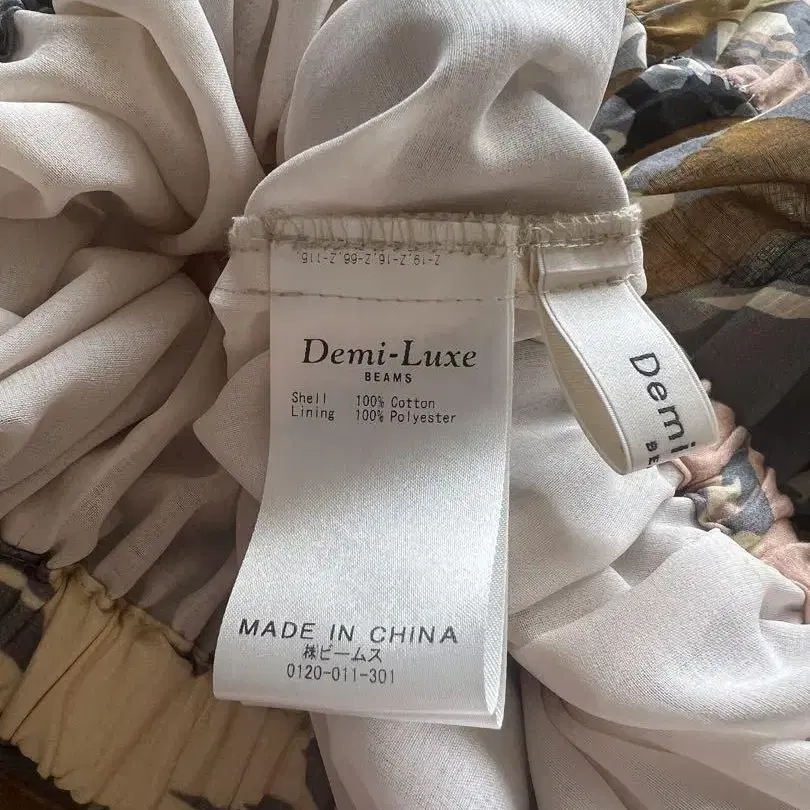 Z-19,Z-16,Z-66,Z-115,
Demi-Luxe
BEAMS
Shell 100% Cotton
Lining 100% Polyester
MADE IN CHINA
㈱ビームス
0120-011-301
Demi